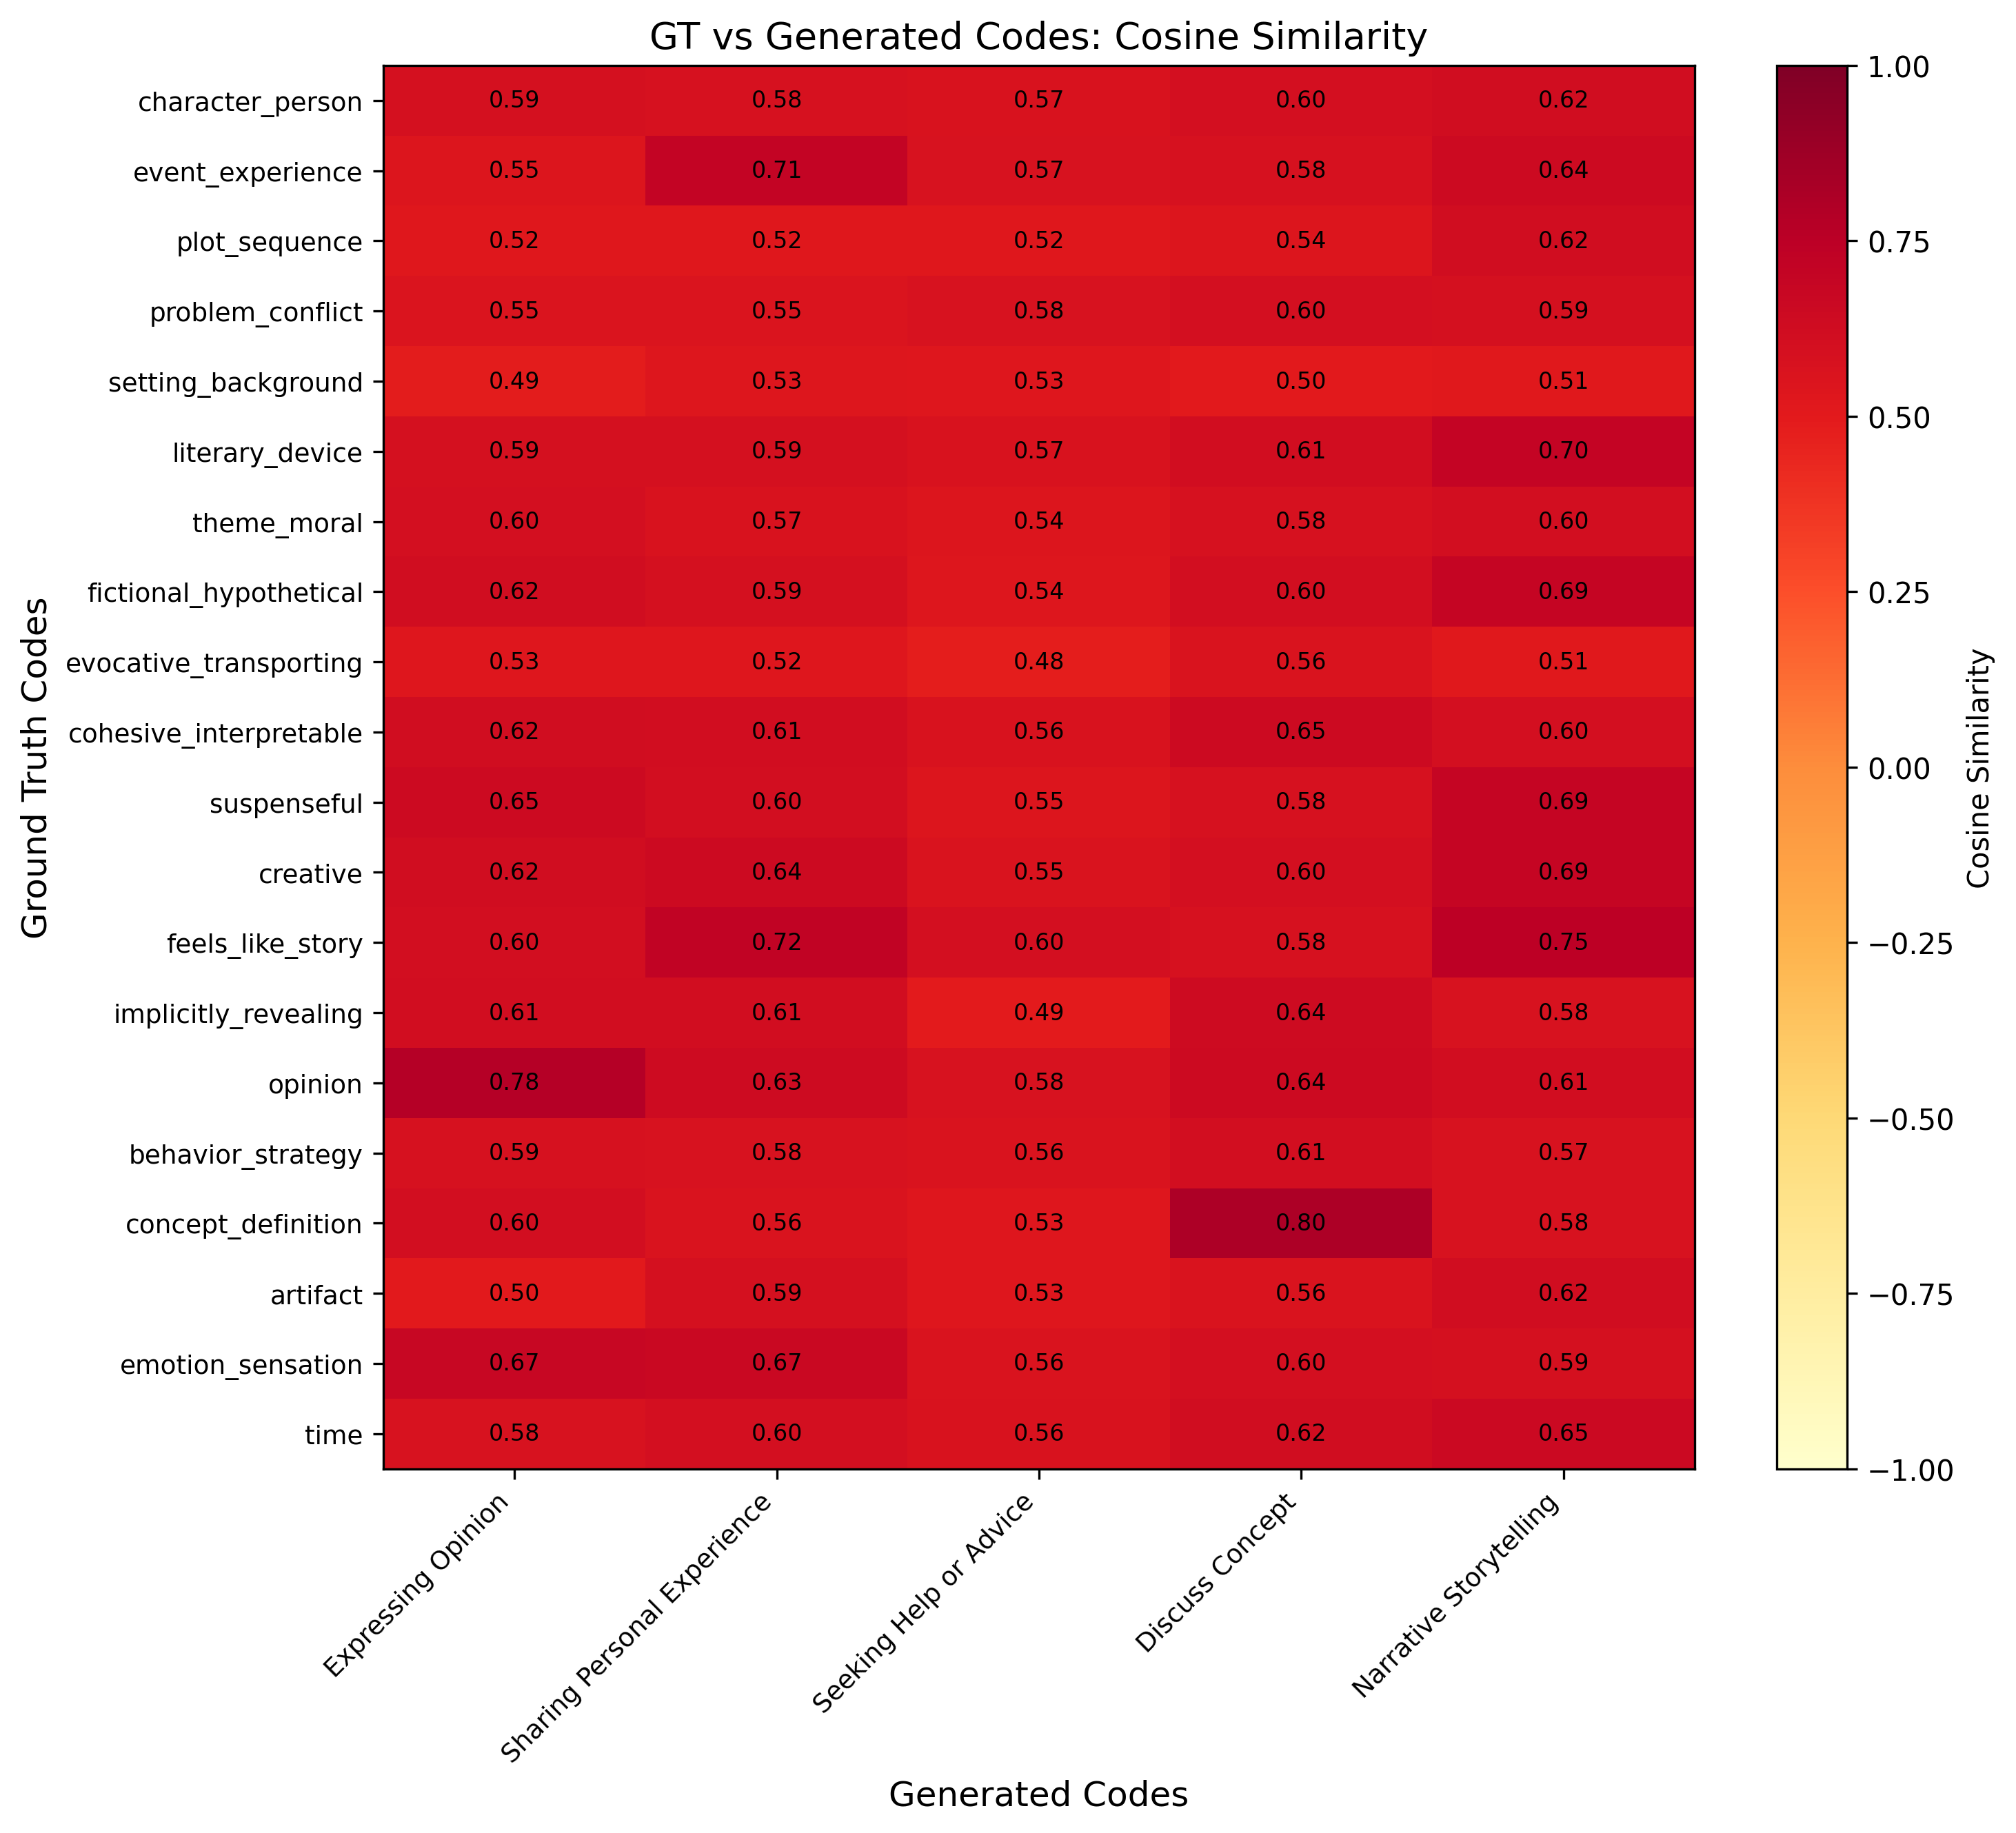 GT vs Generated Codes: Cosine Similarity
Ground Truth Codes
character_person 0.59 0.58 0.57 0.60 0.62
event_experience 0.55 0.71 0.57 0.58 0.64
plot_sequence 0.52 0.52 0.52 0.54 0.62
problem_conflict 0.55 0.55 0.58 0.60 0.59
setting_background 0.49 0.53 0.53 0.50 0.51
literary_device 0.59 0.59 0.57 0.61 0.70
theme_moral 0.60 0.57 0.54 0.58 0.60
fictional_hypothetical 0.62 0.59 0.54 0.60 0.69
evocative_transporting 0.53 0.52 0.48 0.56 0.51
cohesive_interpretable 0.62 0.61 0.56 0.65 0.60
suspenseful 0.65 0.60 0.55 0.58 0.69
creative 0.62 0.64 0.55 0.60 0.69
feels_like_story 0.60 0.72 0.60 0.58 0.75
implicitly_revealing 0.61 0.61 0.49 0.64 0.58
opinion 0.78 0.63 0.58 0.64 0.61
behavior_strategy 0.59 0.58 0.56 0.61 0.57
concept_definition 0.60 0.56 0.53 0.80 0.58
artifact 0.50 0.59 0.53 0.56 0.62
emotion_sensation 0.67 0.67 0.56 0.60 0.59
time 0.58 0.60 0.56 0.62 0.65
Expressing Opinion
Sharing Personal Experience
Seeking Help or Advice
Discuss Concept
Narrative Storytelling
Generated Codes
1.00
0.75
0.50
0.25
0.00
−0.25
−0.50
−0.75
−1.00
Cosine Similarity